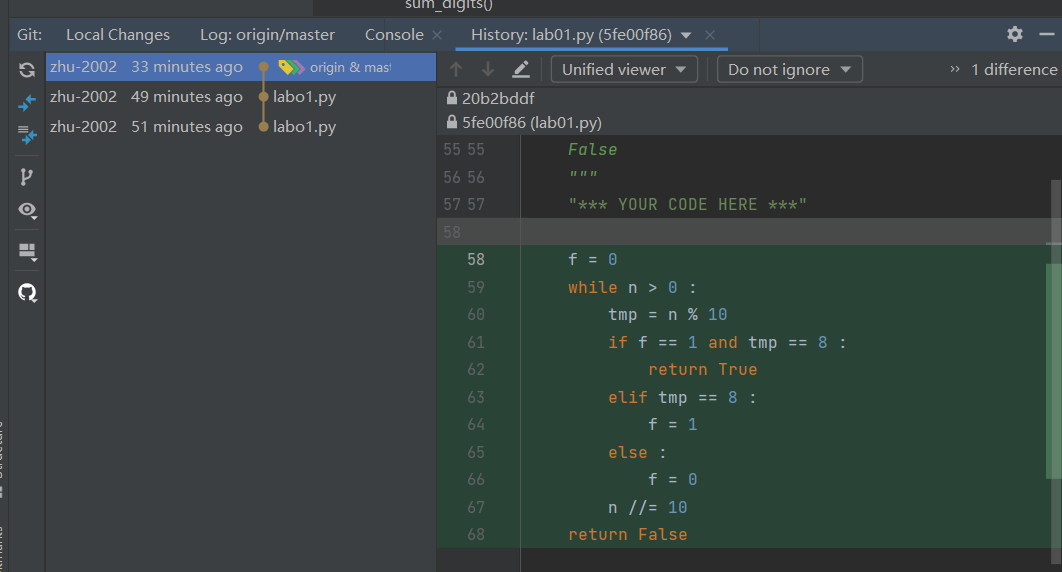 sum_digits()
Git: Local Changes Log: origin/master Console History: lab01.py (5fe00f86)
zhu-2002 33 minutes ago origin & mas
zhu-2002 49 minutes ago labo1.py
zhu-2002 51 minutes ago labo1.py
Unified viewer Do not ignore 1 difference
20b2bddf
5fe00f86 (lab01.py)
55 55 False
56 56 """
57 57 "*** YOUR CODE HERE ***"
58
58 f = 0
59 while n > 0 :
60 tmp = n % 10
61 if f == 1 and tmp == 8 :
62 return True
63 elif tmp == 8 :
64 f = 1
65 else :
66 f = 0
67 n //= 10
68 return False